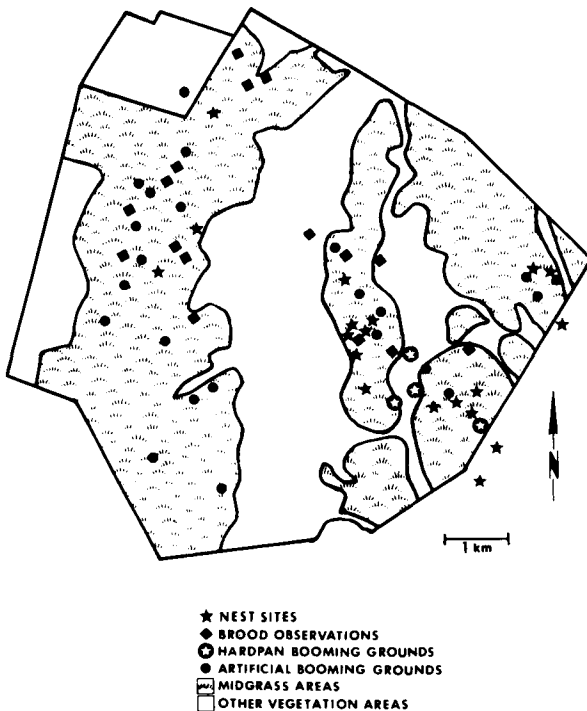 N
1 km
NEST SITES
BROOD OBSERVATIONS
HARDPAN BOOMING GROUNDS
ARTIFICIAL BOOMING GROUNDS
MIDGRASS AREAS
OTHER VEGETATION AREAS